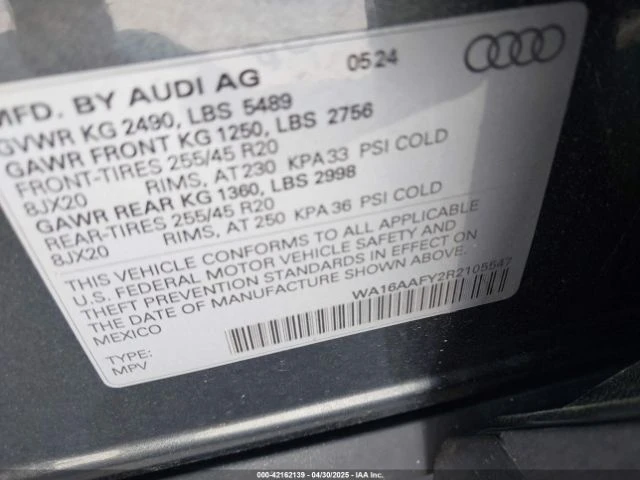 MFD. BY AUDI AG 0524
GVWR KG 2490, LBS 5489
GAWR FRONT KG 1250, LBS 2756
FRONT-TIRES 255/45 R20
8JX20 RIMS, AT 230 KPA 33 PSI COLD
GAWR REAR KG 1360, LBS 2998
REAR-TIRES 255/45 R20
8JX20 RIMS, AT 250 KPA 36 PSI COLD
THIS VEHICLE CONFORMS TO ALL APPLICABLE
U.S. FEDERAL MOTOR VEHICLE SAFETY AND
THEFT PREVENTION STANDARDS IN EFFECT ON
THE DATE OF MANUFACTURE SHOWN ABOVE.
MEXICO
WA16AAFY2R2105547
TYPE:
MPV
000-42162139 - 04/30/2025 - IAA Inc.